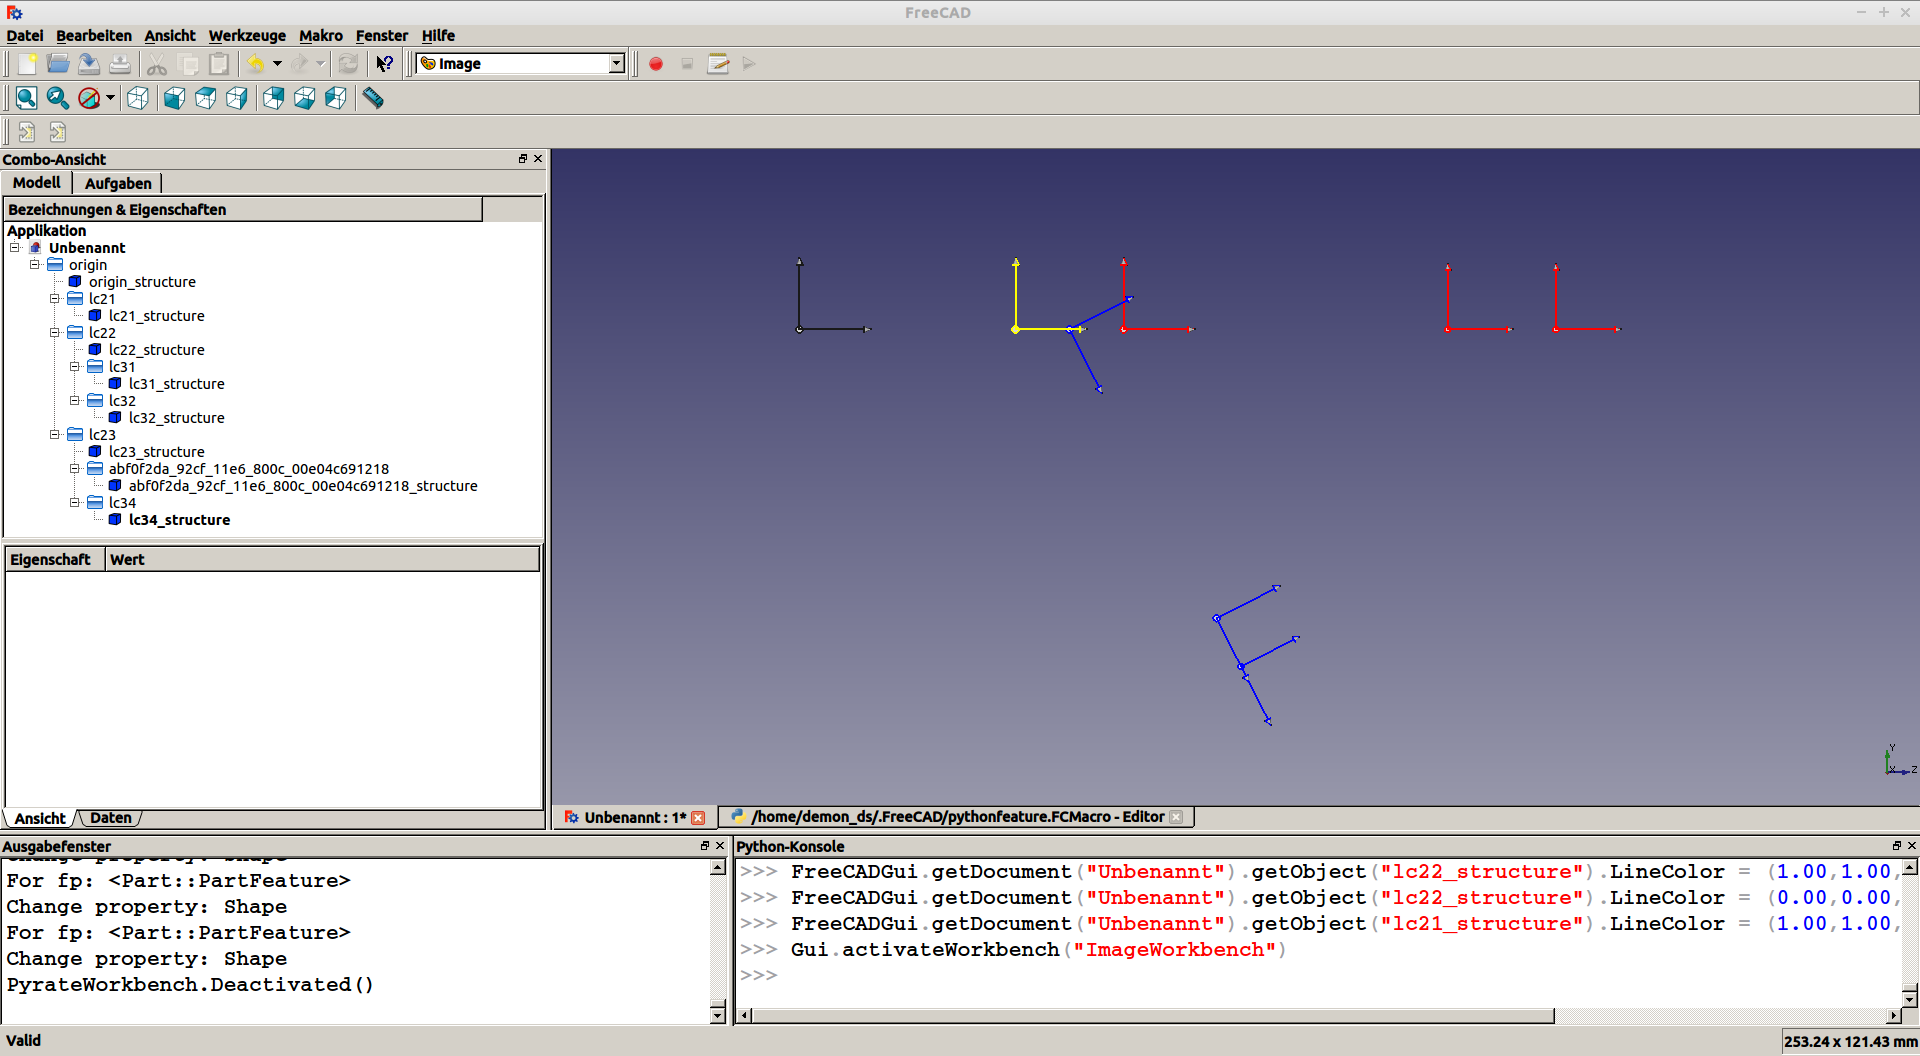 FreeCAD
Datei Bearbeiten Ansicht Werkzeuge Makro Fenster Hilfe
Image
Combo-Ansicht
Modell Aufgaben
Bezeichnungen & Eigenschaften
Applikation
Unbenannt
origin
origin_structure
lc21
lc21_structure
lc22
lc22_structure
lc31
lc31_structure
lc32
lc32_structure
lc23
lc23_structure
abf0f2da_92cf_11e6_800c_00e04c691218
abf0f2da_92cf_11e6_800c_00e04c691218_structure
lc34
lc34_structure
Eigenschaft Wert
Ansicht Daten
Y
X Z
Unbenannt : 1* /home/demon_ds/.FreeCAD/pythonfeature.FCMacro - Editor
Ausgabefenster
Change property: Shape
For fp: <Part::PartFeature>
Change property: Shape
For fp: <Part::PartFeature>
Change property: Shape
PyrateWorkbench.Deactivated()
Python-Konsole
>>> FreeCADGui.getDocument("Unbenannt").getObject("lc22_structure").LineColor = (1.00,1.00,
>>> FreeCADGui.getDocument("Unbenannt").getObject("lc22_structure").LineColor = (0.00,0.00,
>>> FreeCADGui.getDocument("Unbenannt").getObject("lc21_structure").LineColor = (1.00,1.00,
>>> Gui.activateWorkbench("ImageWorkbench")
>>>
Valid
253.24 x 121.43 mm